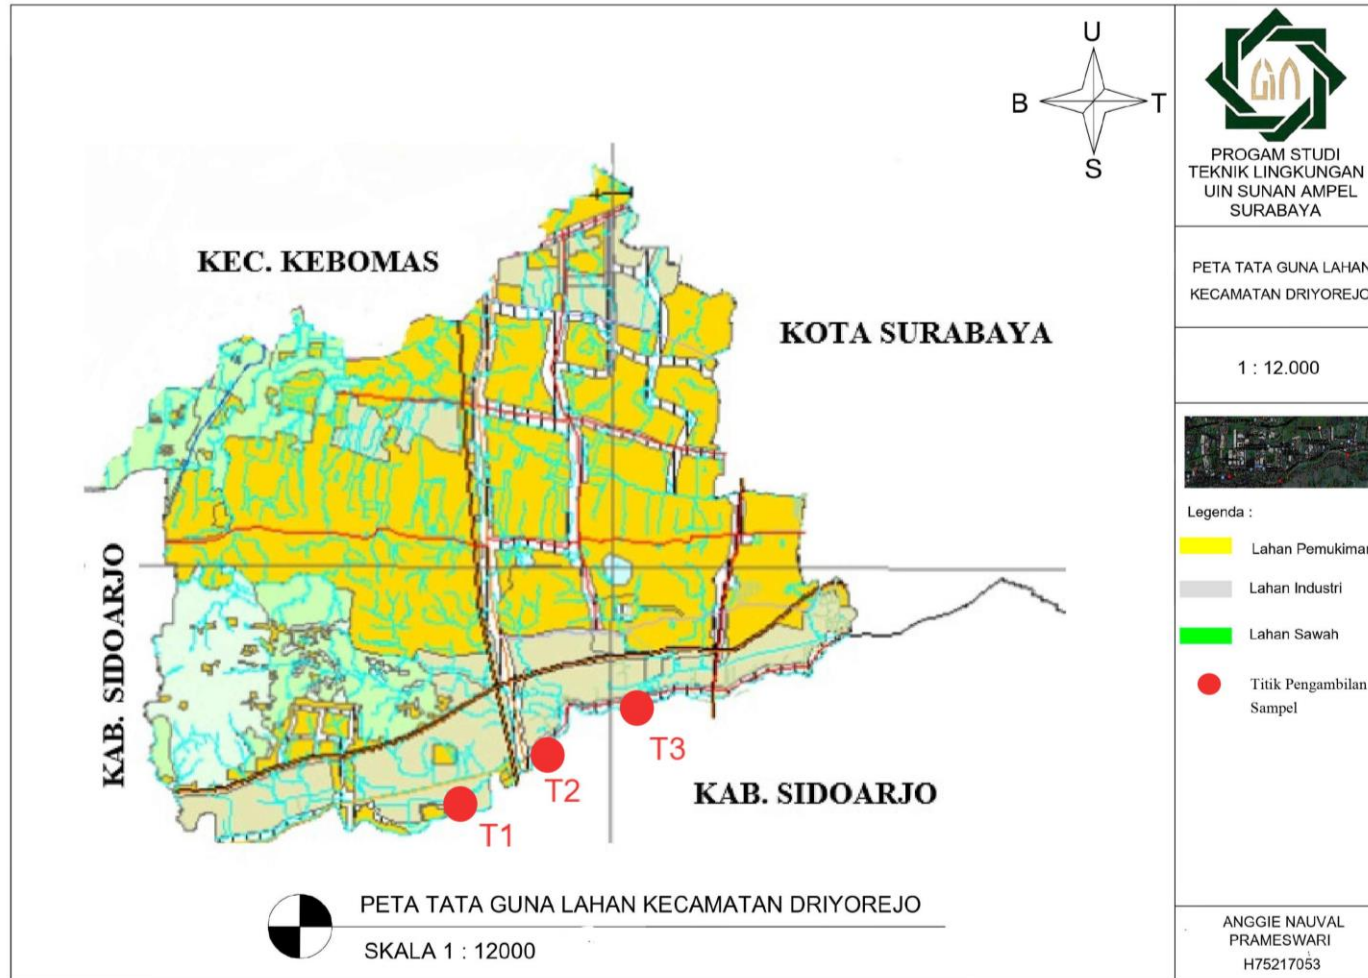 U
B
T
S
KEC. KEBOMAS
KOTA SURABAYA
KAB. SIDOARJO
KAB. SIDOARJO
T1
T2
T3
PETA TATA GUNA LAHAN KECAMATAN DRIYOREJO
SKALA 1 : 12000
PROGAM STUDI
TEKNIK LINGKUNGAN
UIN SUNAN AMPEL
SURABAYA
PETA TATA GUNA LAHAN
KECAMATAN DRIYOREJO
1 : 12.000
Legenda :
Lahan Pemukiman
Lahan Industri
Lahan Sawah
Titik Pengambilan
Sampel
ANGGIE NAUVAL
PRAMESWARI
H75217053